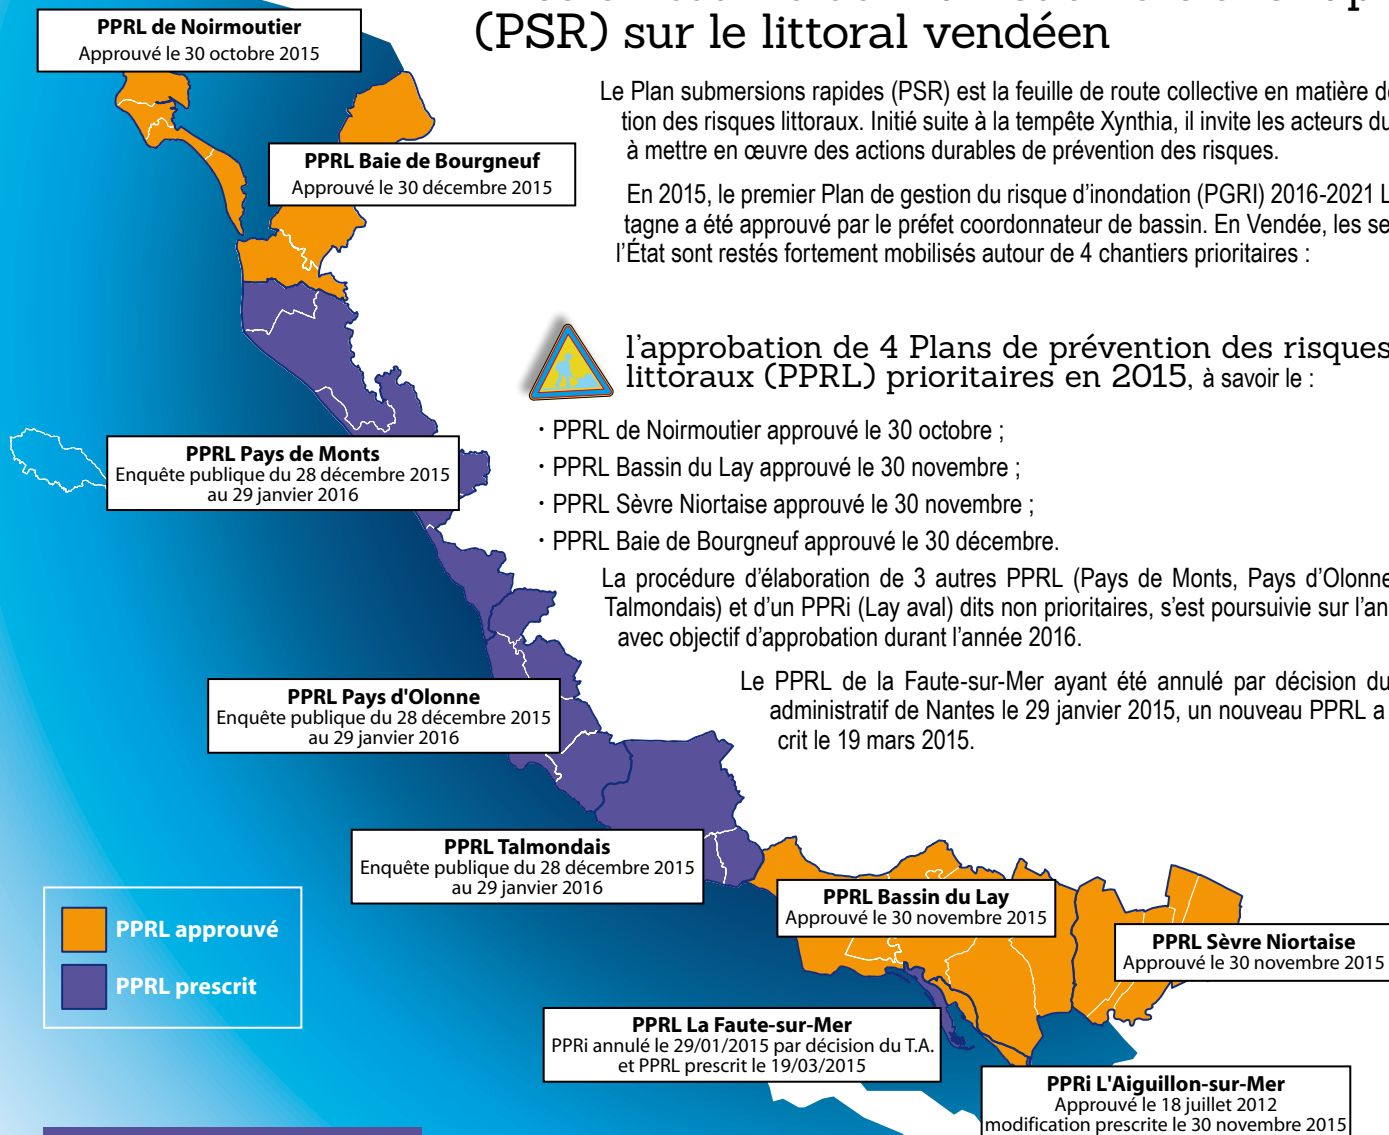 (PSR) sur le littoral vendéen
Le Plan submersions rapides (PSR) est la feuille de route collective en matière
tion des risques littoraux. Initié suite à la tempête Xynthia, il invite les acteurs du
à mettre en œuvre des actions durables de prévention des risques.
En 2015, le premier Plan de gestion du risque d'inondation (PGRI) 2016-2021
tagne a été approuvé par le préfet coordonnateur de bassin. En Vendée, les
l'État sont restés fortement mobilisés autour de 4 chantiers prioritaires :
l'approbation de 4 Plans de prévention des risques
littoraux (PPRL) prioritaires en 2015, à savoir le :
· PPRL de Noirmoutier approuvé le 30 octobre ;
· PPRL Bassin du Lay approuvé le 30 novembre ;
· PPRL Sèvre Niortaise approuvé le 30 novembre ;
· PPRL Baie de Bourgneuf approuvé le 30 décembre.
La procédure d'élaboration de 3 autres PPRL (Pays de Monts, Pays d'Olonne
Talmondais) et d'un PPRi (Lay aval) dits non prioritaires, s'est poursuivie sur
avec objectif d'approbation durant l'année 2016.
Le PPRL de la Faute-sur-Mer ayant été annulé par décision du
administratif de Nantes le 29 janvier 2015, un nouveau PPRL a
crit le 19 mars 2015.
PPRL de Noirmoutier
Approuvé le 30 octobre 2015
PPRL Baie de Bourgneuf
Approuvé le 30 décembre 2015
PPRL Pays de Monts
Enquête publique du 28 décembre 2015
au 29 janvier 2016
PPRL Pays d'Olonne
Enquête publique du 28 décembre 2015
au 29 janvier 2016
PPRL Talmondais
Enquête publique du 28 décembre 2015
au 29 janvier 2016
PPRL Bassin du Lay
Approuvé le 30 novembre 2015
PPRL Sèvre Niortaise
Approuvé le 30 novembre 2015
PPRL La Faute-sur-Mer
PPRi annulé le 29/01/2015 par décision du T.A.
et PPRL prescrit le 19/03/2015
PPRi L'Aiguillon-sur-Mer
Approuvé le 18 juillet 2012
modification prescrite le 30 novembre 2015
PPRL approuvé
PPRL prescrit